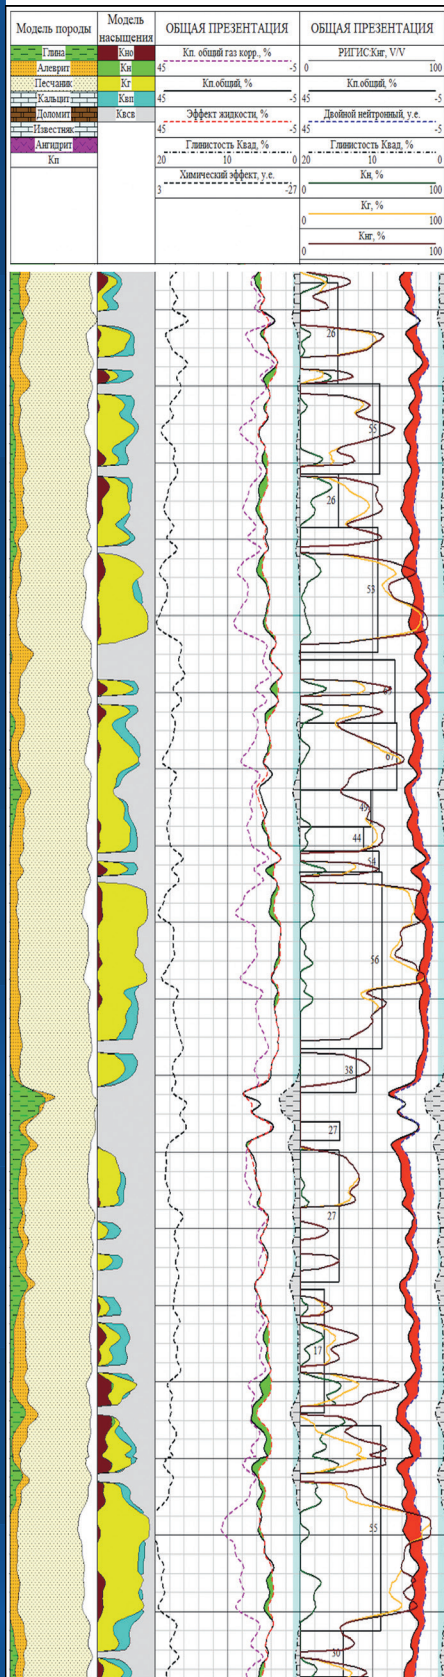 Модель породы
Глина
Алеврит
Песчаник
Кальцит
Доломит
Известняк
Ангидрит
Кп
Модель
насыщения
Кно
Кн
Кг
Квп
Квсв
ОБЩАЯ ПРЕЗЕНТАЦИЯ
Кп. общий газ корр., %
45 -5
Кп.общий, %
45 -5
Эффект жидкости, %
45 -5
Глинистость Квад, %
20 10 0
Химический эффект, у.е.
3 -27
ОБЩАЯ ПРЕЗЕНТАЦИЯ
РИГИС:Кнг, V/V
0 100
Кп.общий, %
45 -5
Двойной нейтронный, у.е.
45 -5
Глинистость Квад, %
20 10 0
Кн, %
0 100
Кг, %
0 100
Кнг, %
0 100
26
55
26
53
67
44
54
56
38
27
27
17
55
30